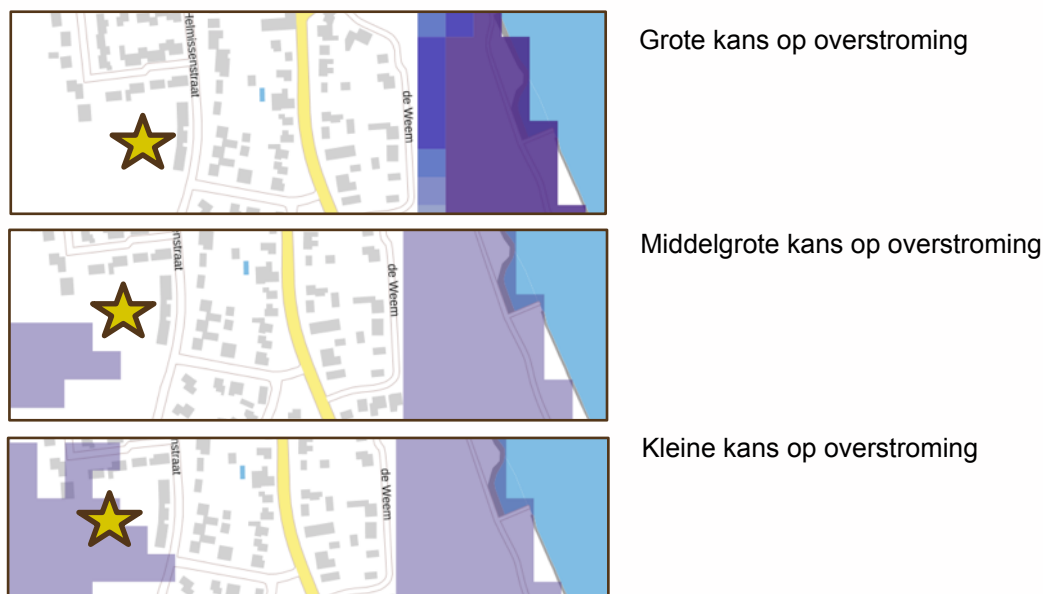 Helmissenstraat
de Weem
Grote kans op overstroming
nstraat
de Weem
Middelgrote kans op overstroming
straat
de Weem
Kleine kans op overstroming